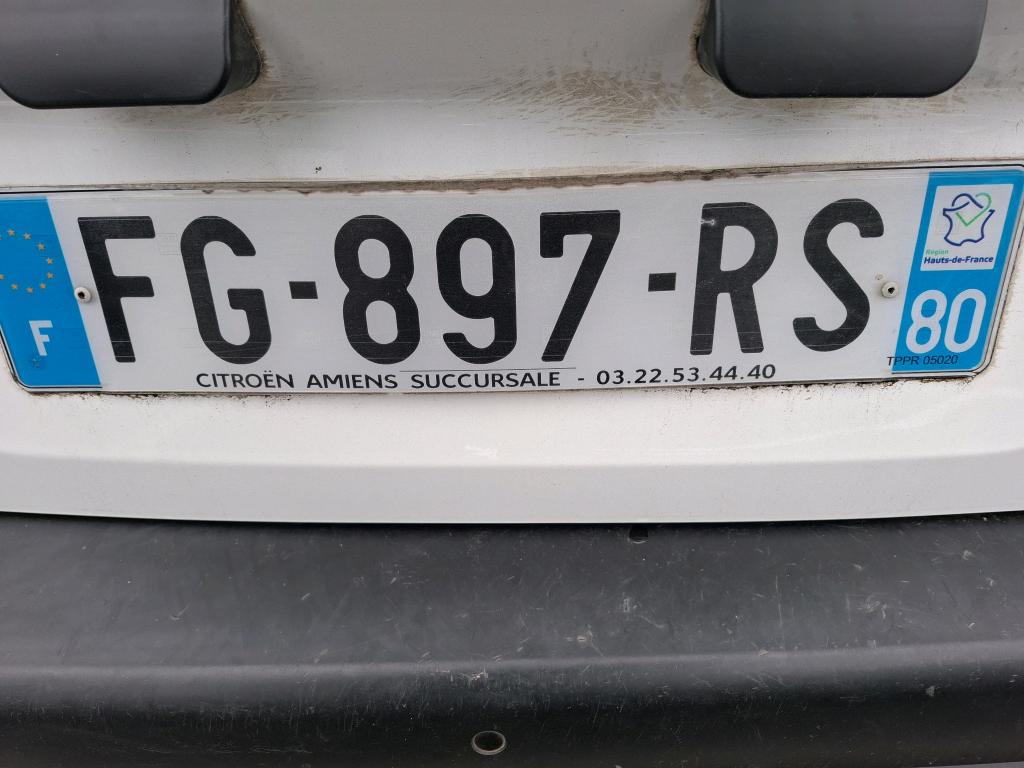 F
FG-897-RS
Région
Hauts-de-France
80
TPPR 05020
CITROËN AMIENS SUCCURSALE - 03.22.53.44.40